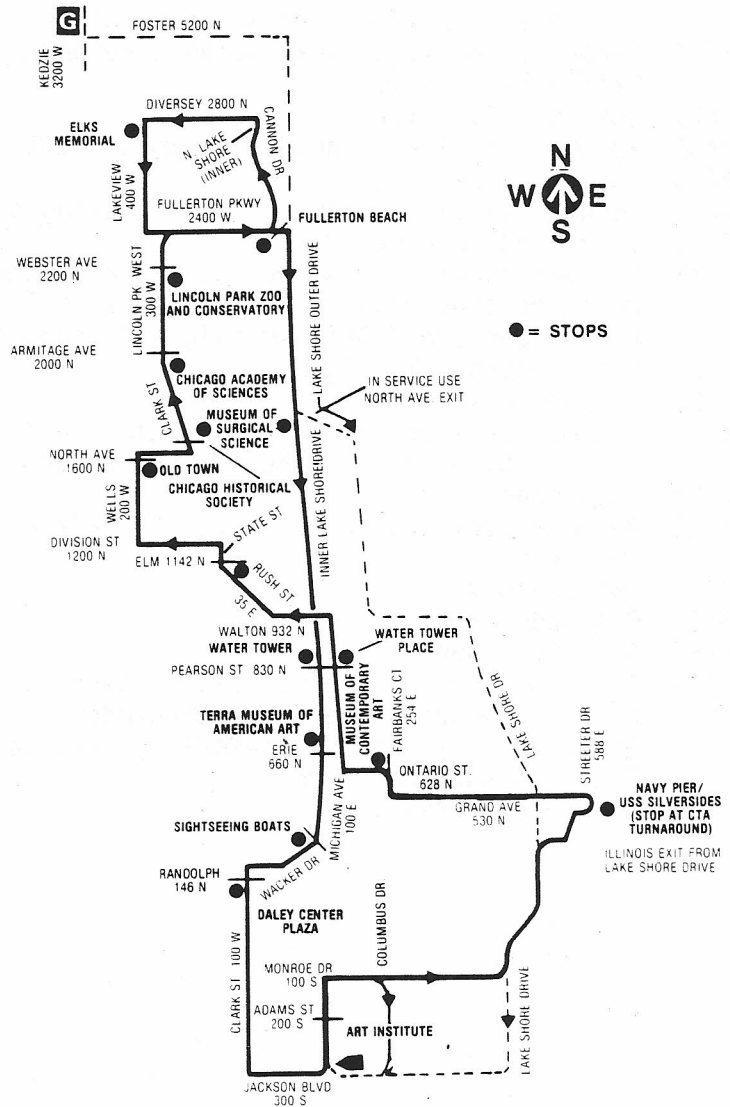 G
FOSTER 5200 N
KEDZIE
3200 W
DIVERSEY 2800 N
ELKS
MEMORIAL
N. LAKE
SHORE
(INNER)
CANNON DR
LAKEVIEW
400 W
FULLERTON PKWY
2400 W
FULLERTON BEACH
N
W E
S
WEBSTER AVE
2200 N
LINCOLN PK WEST
300 W
LINCOLN PARK ZOO
AND CONSERVATORY
LAKE SHORE OUTER DRIVE
● = STOPS
ARMITAGE AVE
2000 N
CHICAGO ACADEMY
OF SCIENCES
IN SERVICE USE
NORTH AVE. EXIT
CLARK ST
MUSEUM OF
SURGICAL
SCIENCE
NORTH AVE
1600 N
OLD TOWN
CHICAGO HISTORICAL
SOCIETY
WELLS
200 W
INNER LAKE SHORE DRIVE
STATE ST
DIVISION ST
1200 N
ELM 1142 N
RUSH ST
35 E
WALTON 932 N
WATER TOWER
WATER TOWER
PLACE
PEARSON ST 830 N
MUSEUM OF
CONTEMPORARY
ART
FAIRBANKS CT
254 E
LAKE SHORE DR
STREETER DR
588 E
TERRA MUSEUM OF
AMERICAN ART
ERIE
660 N
ONTARIO ST.
628 N
GRAND AVE
530 N
NAVY PIER/
USS SILVERSIDES
(STOP AT CTA
TURNAROUND)
MICHIGAN AVE
100 E
SIGHTSEEING BOATS
ILLINOIS EXIT FROM
LAKE SHORE DRIVE
WACKER DR
RANDOLPH
146 N
DALEY CENTER
PLAZA
COLUMBUS DR
CLARK ST 100 W
MONROE DR
100 S
ADAMS ST
200 S
ART INSTITUTE
LAKE SHORE DRIVE
JACKSON BLVD
300 S